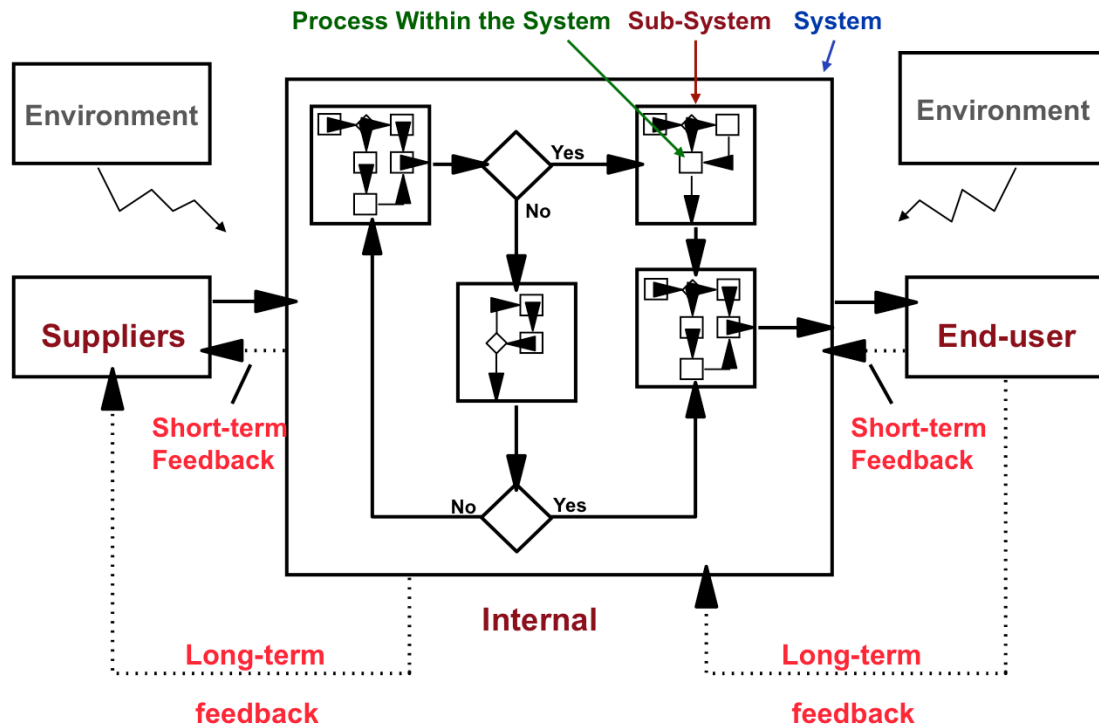 Process Within the System
Sub-System
System
Environment
Environment
Yes
No
Suppliers
End-user
Short-term
Feedback
Short-term
Feedback
No
Yes
Internal
Long-term
feedback
Long-term
feedback